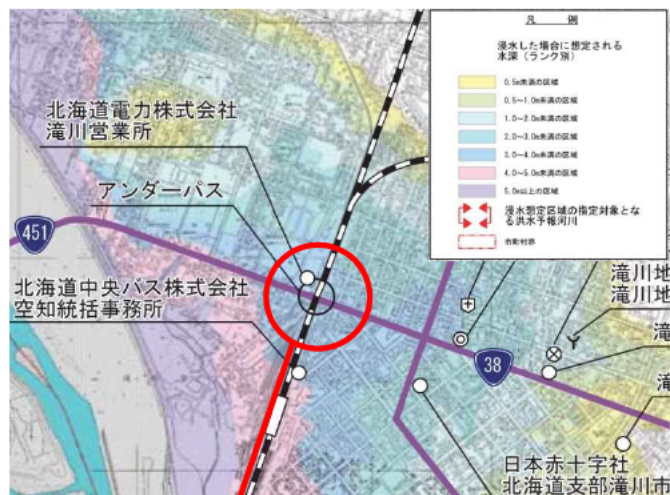 凡 例
浸水した場合に想定される
水深(ランク別)
0.5m未満の区域
0.5~1.0m未満の区域
1.0~2.0m未満の区域
2.0~3.0m未満の区域
3.0~4.0m未満の区域
4.0~5.0m未満の区域
5.0m以上の区域
浸水想定区域の指定対象とな
る洪水予報河川
市町村界
北海道電力株式会社
滝川営業所
アンダーパス
451
北海道中央バス株式会社
空知統括事務所
38
滝川地
滝川地
滝
滝
日本赤十字社
北海道支部滝川市